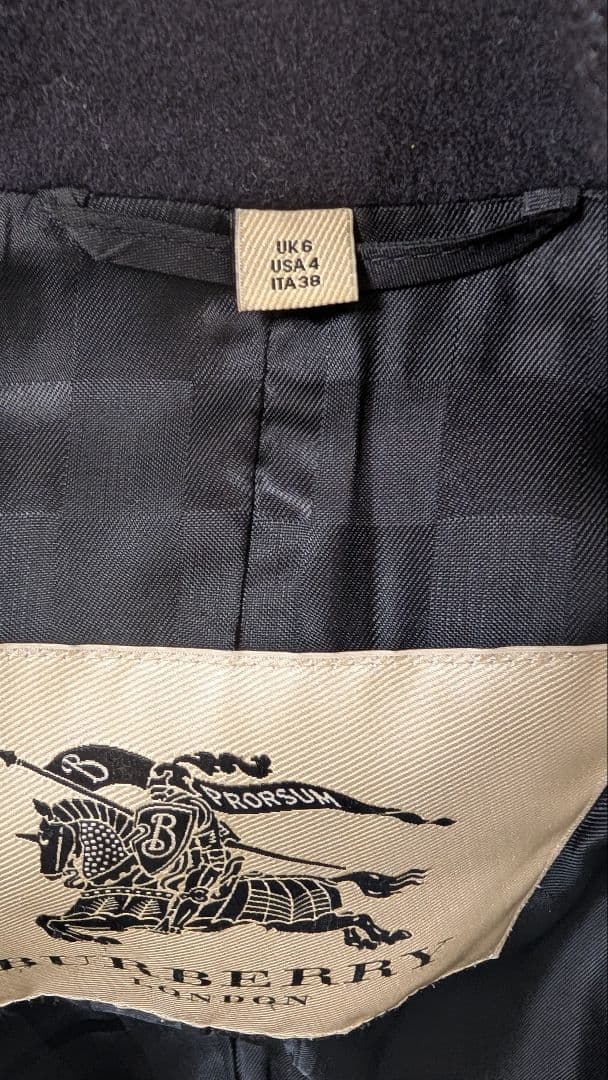 UK 6
USA 4
ITA 38
B
PRORSUM
B
BURBERRY
LONDON